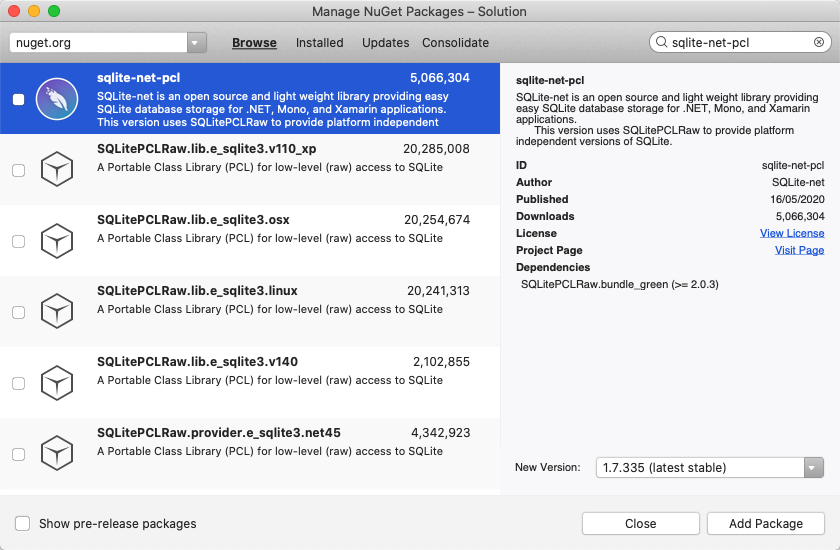 Manage NuGet Packages – Solution
nuget.org
Browse
Installed
Updates
Consolidate
sqlite-net-pcl
sqlite-net-pcl 5,066,304
SQLite-net is an open source and light weight library providing easy
SQLite database storage for .NET, Mono, and Xamarin applications.
This version uses SQLitePCLRaw to provide platform independent
SQLitePCLRaw.lib.e_sqlite3.v110_xp 20,285,008
A Portable Class Library (PCL) for low-level (raw) access to SQLite
SQLitePCLRaw.lib.e_sqlite3.osx 20,254,674
A Portable Class Library (PCL) for low-level (raw) access to SQLite
SQLitePCLRaw.lib.e_sqlite3.linux 20,241,313
A Portable Class Library (PCL) for low-level (raw) access to SQLite
SQLitePCLRaw.lib.e_sqlite3.v140 2,102,855
A Portable Class Library (PCL) for low-level (raw) access to SQLite
SQLitePCLRaw.provider.e_sqlite3.net45 4,342,923
A Portable Class Library (PCL) for low-level (raw) access to SQLite
sqlite-net-pcl
SQLite-net is an open source and light weight library providing
easy SQLite database storage for .NET, Mono, and Xamarin
applications.
This version uses SQLitePCLRaw to provide platform
independent versions of SQLite.
ID sqlite-net-pcl
Author SQLite-net
Published 16/05/2020
Downloads 5,066,304
License View License
Project Page Visit Page
Dependencies
SQLitePCLRaw.bundle_green (>= 2.0.3)
New Version: 1.7.335 (latest stable)
Show pre-release packages
Close
Add Package